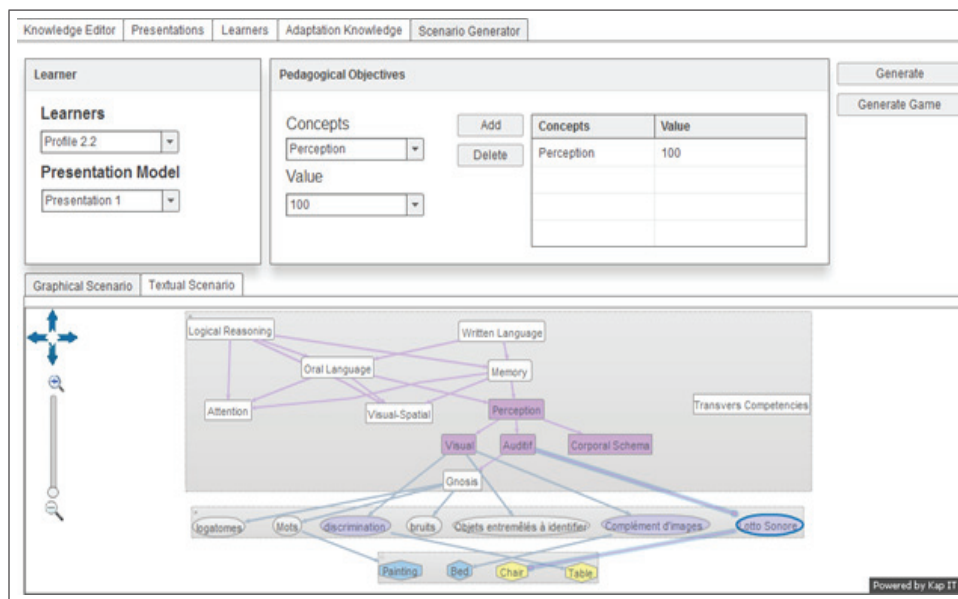 Knowledge Editor Presentations Learners Adaptation Knowledge Scenario Generator
Learner
Pedagogical Objectives
Generate
Generate Game
Learners
Profile 2.2
Presentation Model
Presentation 1
Concepts
Perception
Value
100
Add
Delete
Concepts Value
Perception 100
Graphical Scenario Textual Scenario
Logical Reasoning
Written Language
Oral Language
Memory
Attention
Visual-Spatial
Perception
Transvers Competencies
Visual
Auditif
Corporal Schema
Gnosis
logatomes
Mots
discrimination
bruits
Objets entremêlés à identifier
Complément d'images
Lotto Sonore
Painting
Bed
Chair
Table
Powered by Kap IT